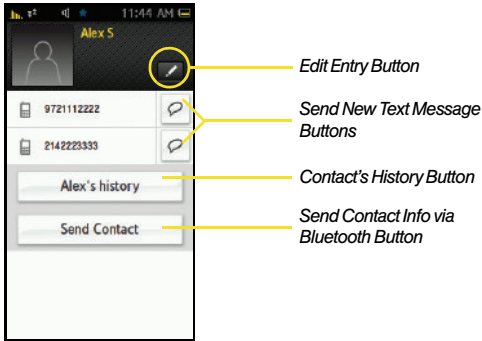 11:44 AM
Alex S
Edit Entry Button
9721112222
Send New Text Message
Buttons
2142223333
Alex's history
Contact's History Button
Send Contact
Send Contact Info via
Bluetooth Button